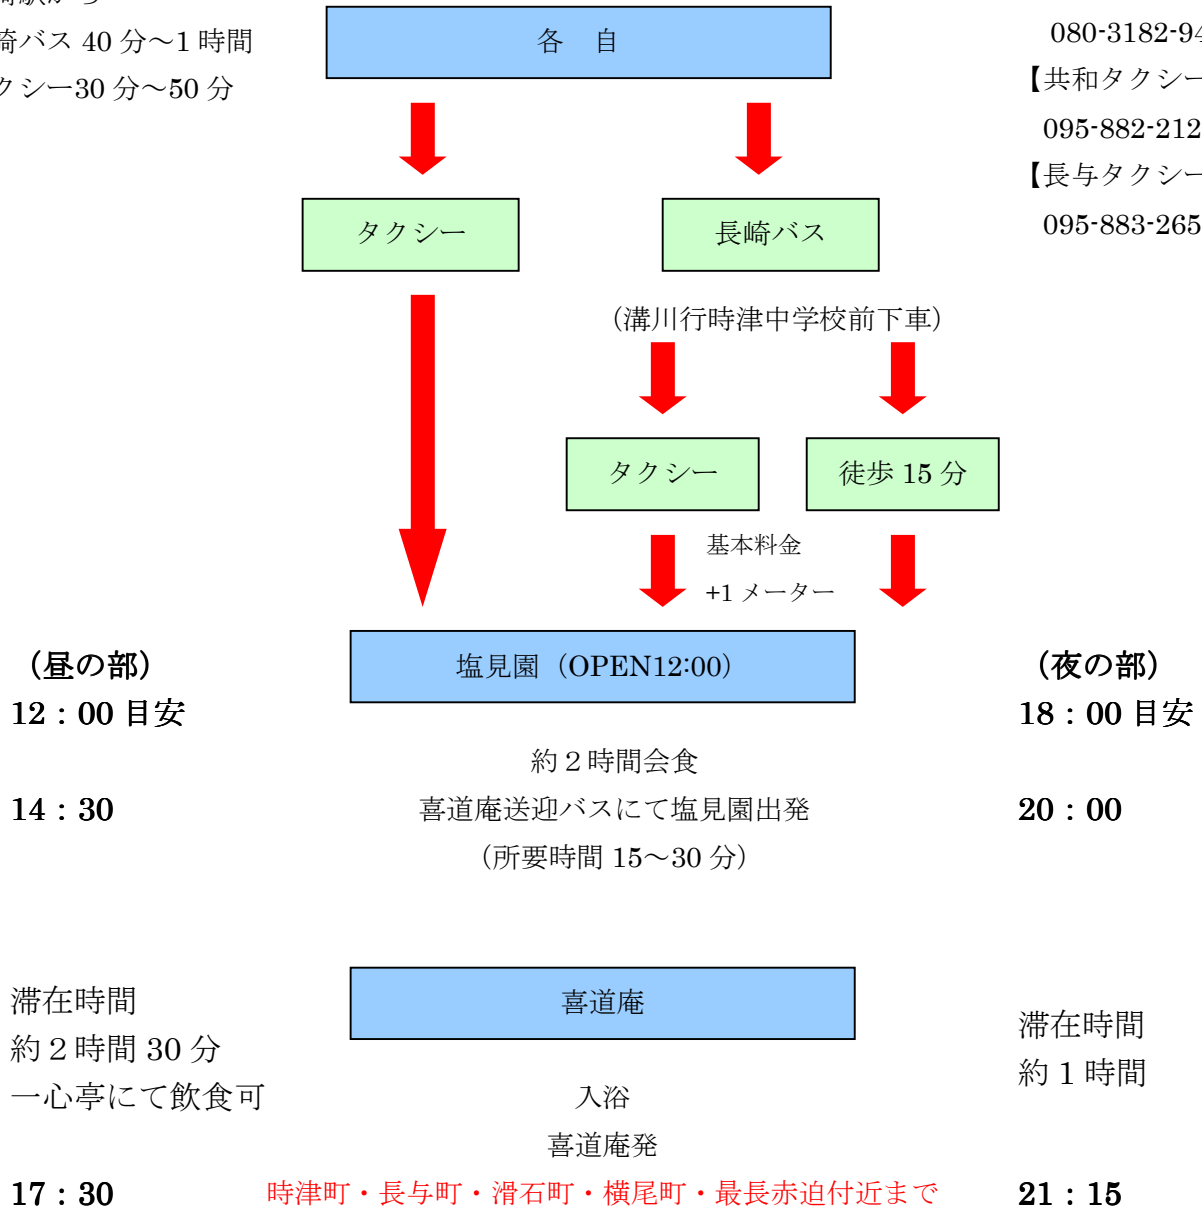 崎バス 40 分～1 時間
クシー30 分～50 分
各　自
080-3182-94
【共和タクシー
095-882-212
【長与タクシー
095-883-265
タクシー
長崎バス
（溝川行時津中学校前下車）
タクシー
徒歩 15 分
基本料金
+1 メーター
（昼の部）
12：00 目安
塩見園（OPEN12:00）
（夜の部）
18：00 目安
約２時間会食
14：30
喜道庵送迎バスにて塩見園出発
20：00
（所要時間 15～30 分）
滞在時間
約２時間 30 分
一心亭にて飲食可
喜道庵
滞在時間
約 1 時間
入浴
喜道庵発
17：30
時津町・長与町・滑石町・横尾町・最長赤迫付近まで
21：15